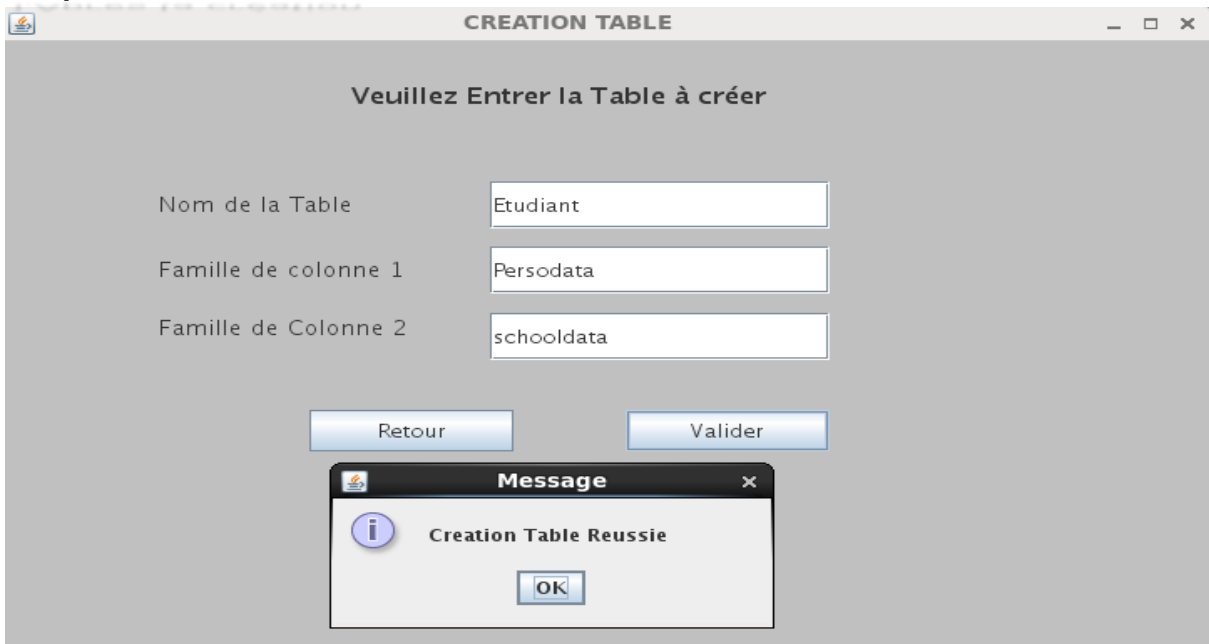 CREATION TABLE
Veuillez Entrer la Table à créer
Nom de la Table
Etudiant
Famille de colonne 1
Persodata
Famille de Colonne 2
schooldata
Retour
Valider
Message
Creation Table Reussie
OK